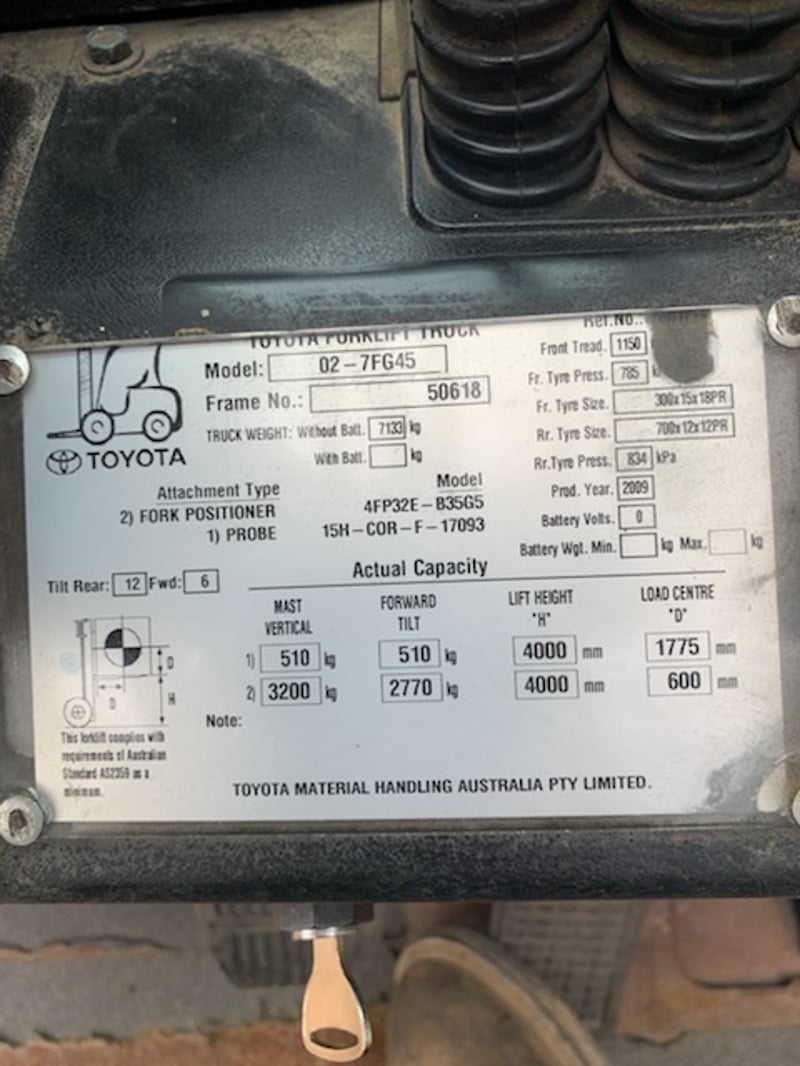 TOYOTA FORKLIFT TRUCK
Model: 02-7FG45
Frame No.: 50618
TRUCK WEIGHT: Without Batt. 7133 kg
With Batt. kg
TOYOTA
Ref.No..
Front Tread. 1150
Fr. Tyre Press. 785
Fr. Tyre Size. 300x15x18PR
Rr. Tyre Size. 700x12x12PR
Rr.Tyre Press. 834 kPa
Prod. Year. 2009
Battery Volts. 0
Battery Wgt. Min. kg Max. kg
Attachment Type Model
2) FORK POSITIONER 4FP32E-B35G5
1) PROBE 15H-COR-F-17093
Tilt Rear: 12 Fwd: 6
Actual Capacity
MAST VERTICAL FORWARD TILT LIFT HEIGHT "H" LOAD CENTRE "D"
1) 510 kg 510 kg 4000 mm 1775 mm
2) 3200 kg 2770 kg 4000 mm 600 mm
D
D
H
Note:
This forklift complies with
requirements of Australian
Standard AS2359 as a
minimum.
TOYOTA MATERIAL HANDLING AUSTRALIA PTY LIMITED.